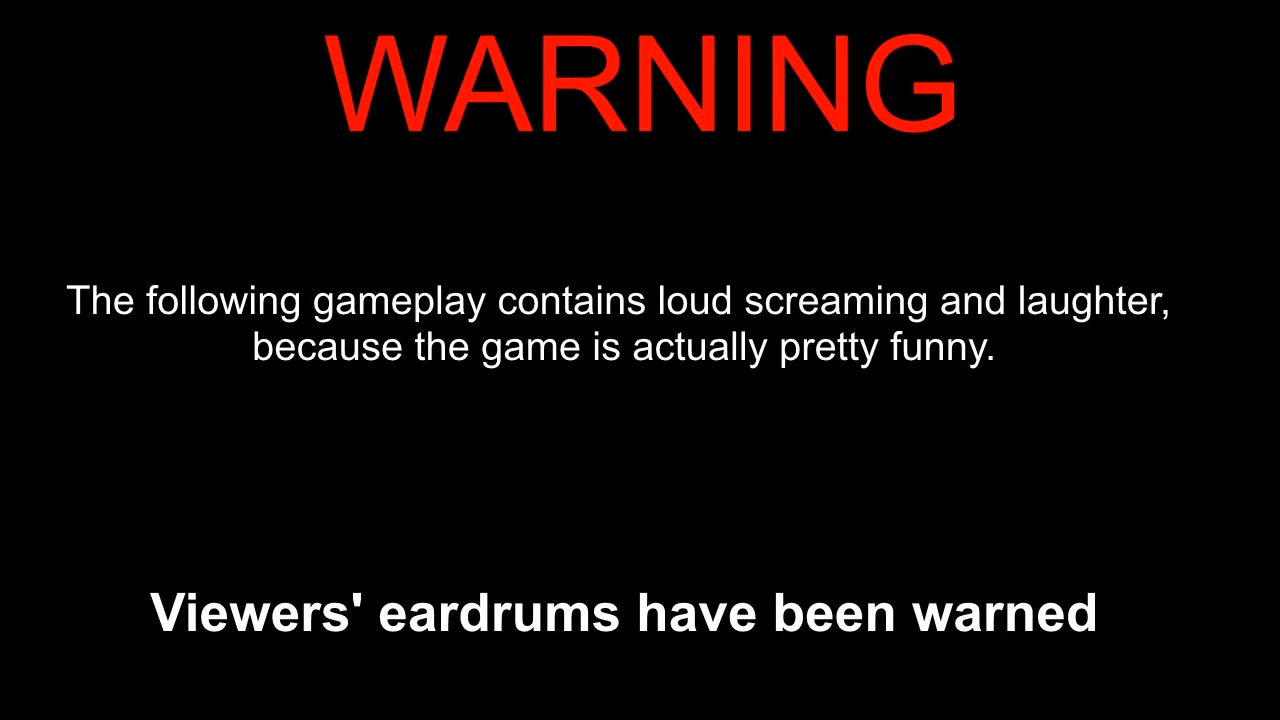 WARNING
The following gameplay contains loud screaming and laughter,
because the game is actually pretty funny.
Viewers' eardrums have been warned